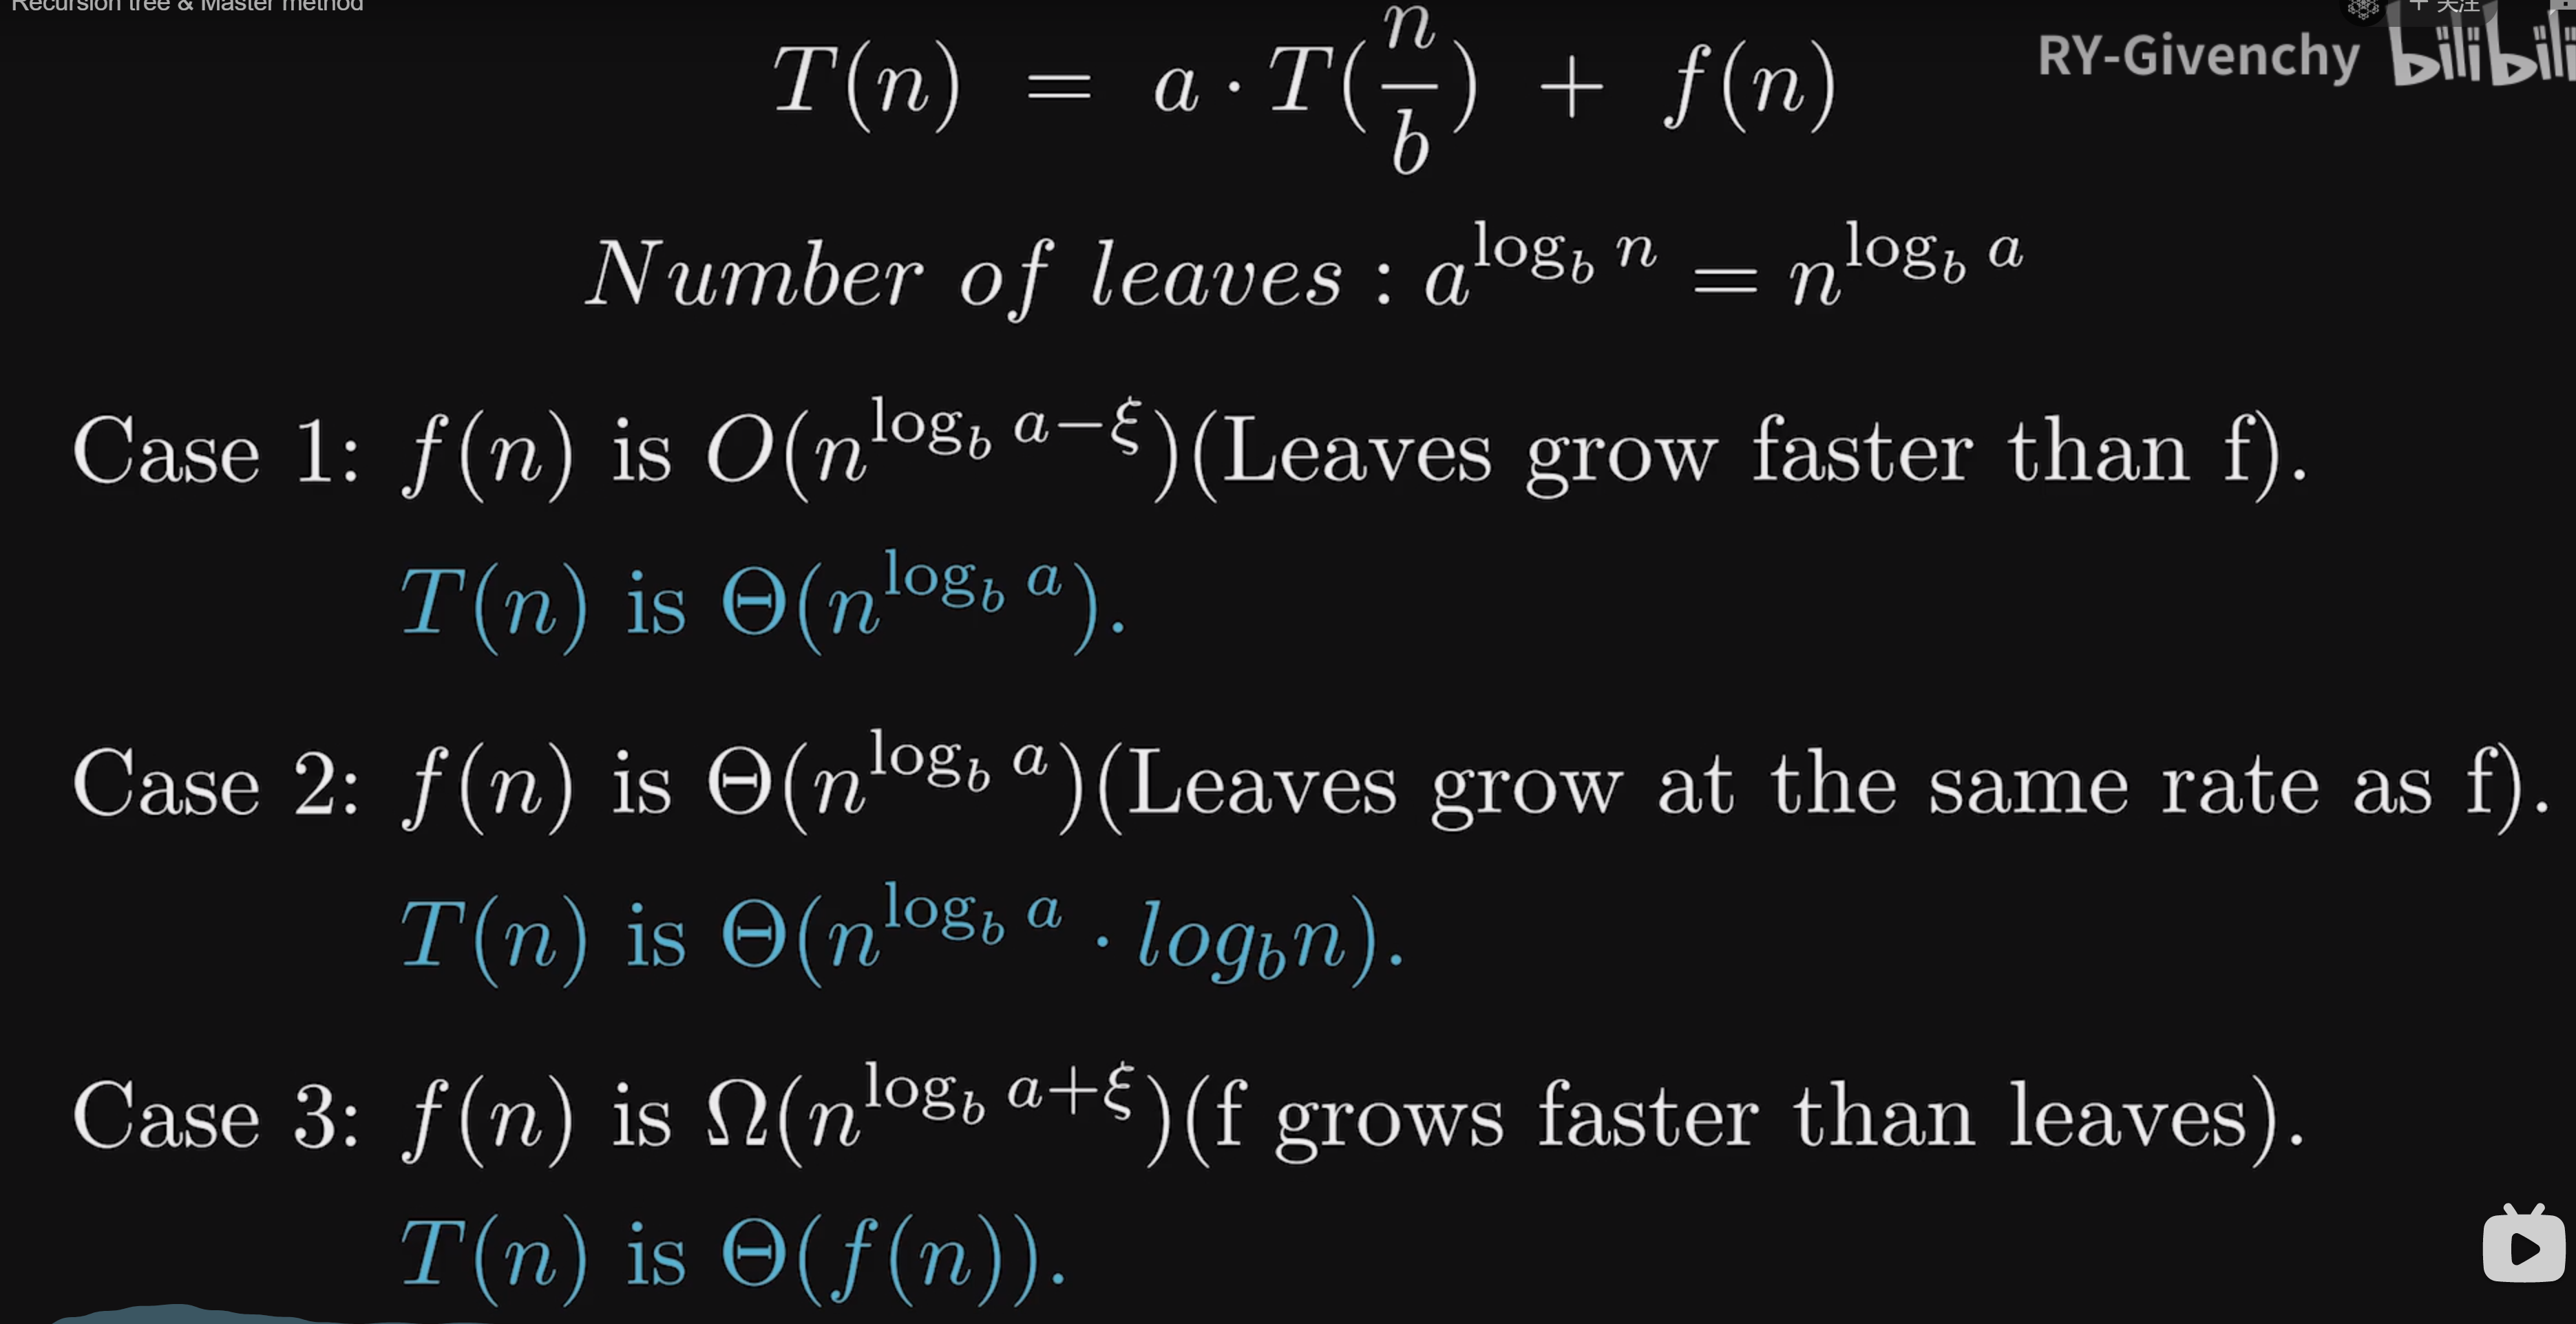 Recursion tree & Master method
+ 关注
RY-Givenchy bilibili
T(n) = a · T(n/b) + f(n)
Number of leaves : a^{log_b n} = n^{log_b a}
Case 1: f(n) is O(n^{log_b a−ξ})(Leaves grow faster than f).
T(n) is Θ(n^{log_b a}).
Case 2: f(n) is Θ(n^{log_b a})(Leaves grow at the same rate as f).
T(n) is Θ(n^{log_b a} · log_b n).
Case 3: f(n) is Ω(n^{log_b a+ξ})(f grows faster than leaves).
T(n) is Θ(f(n)).